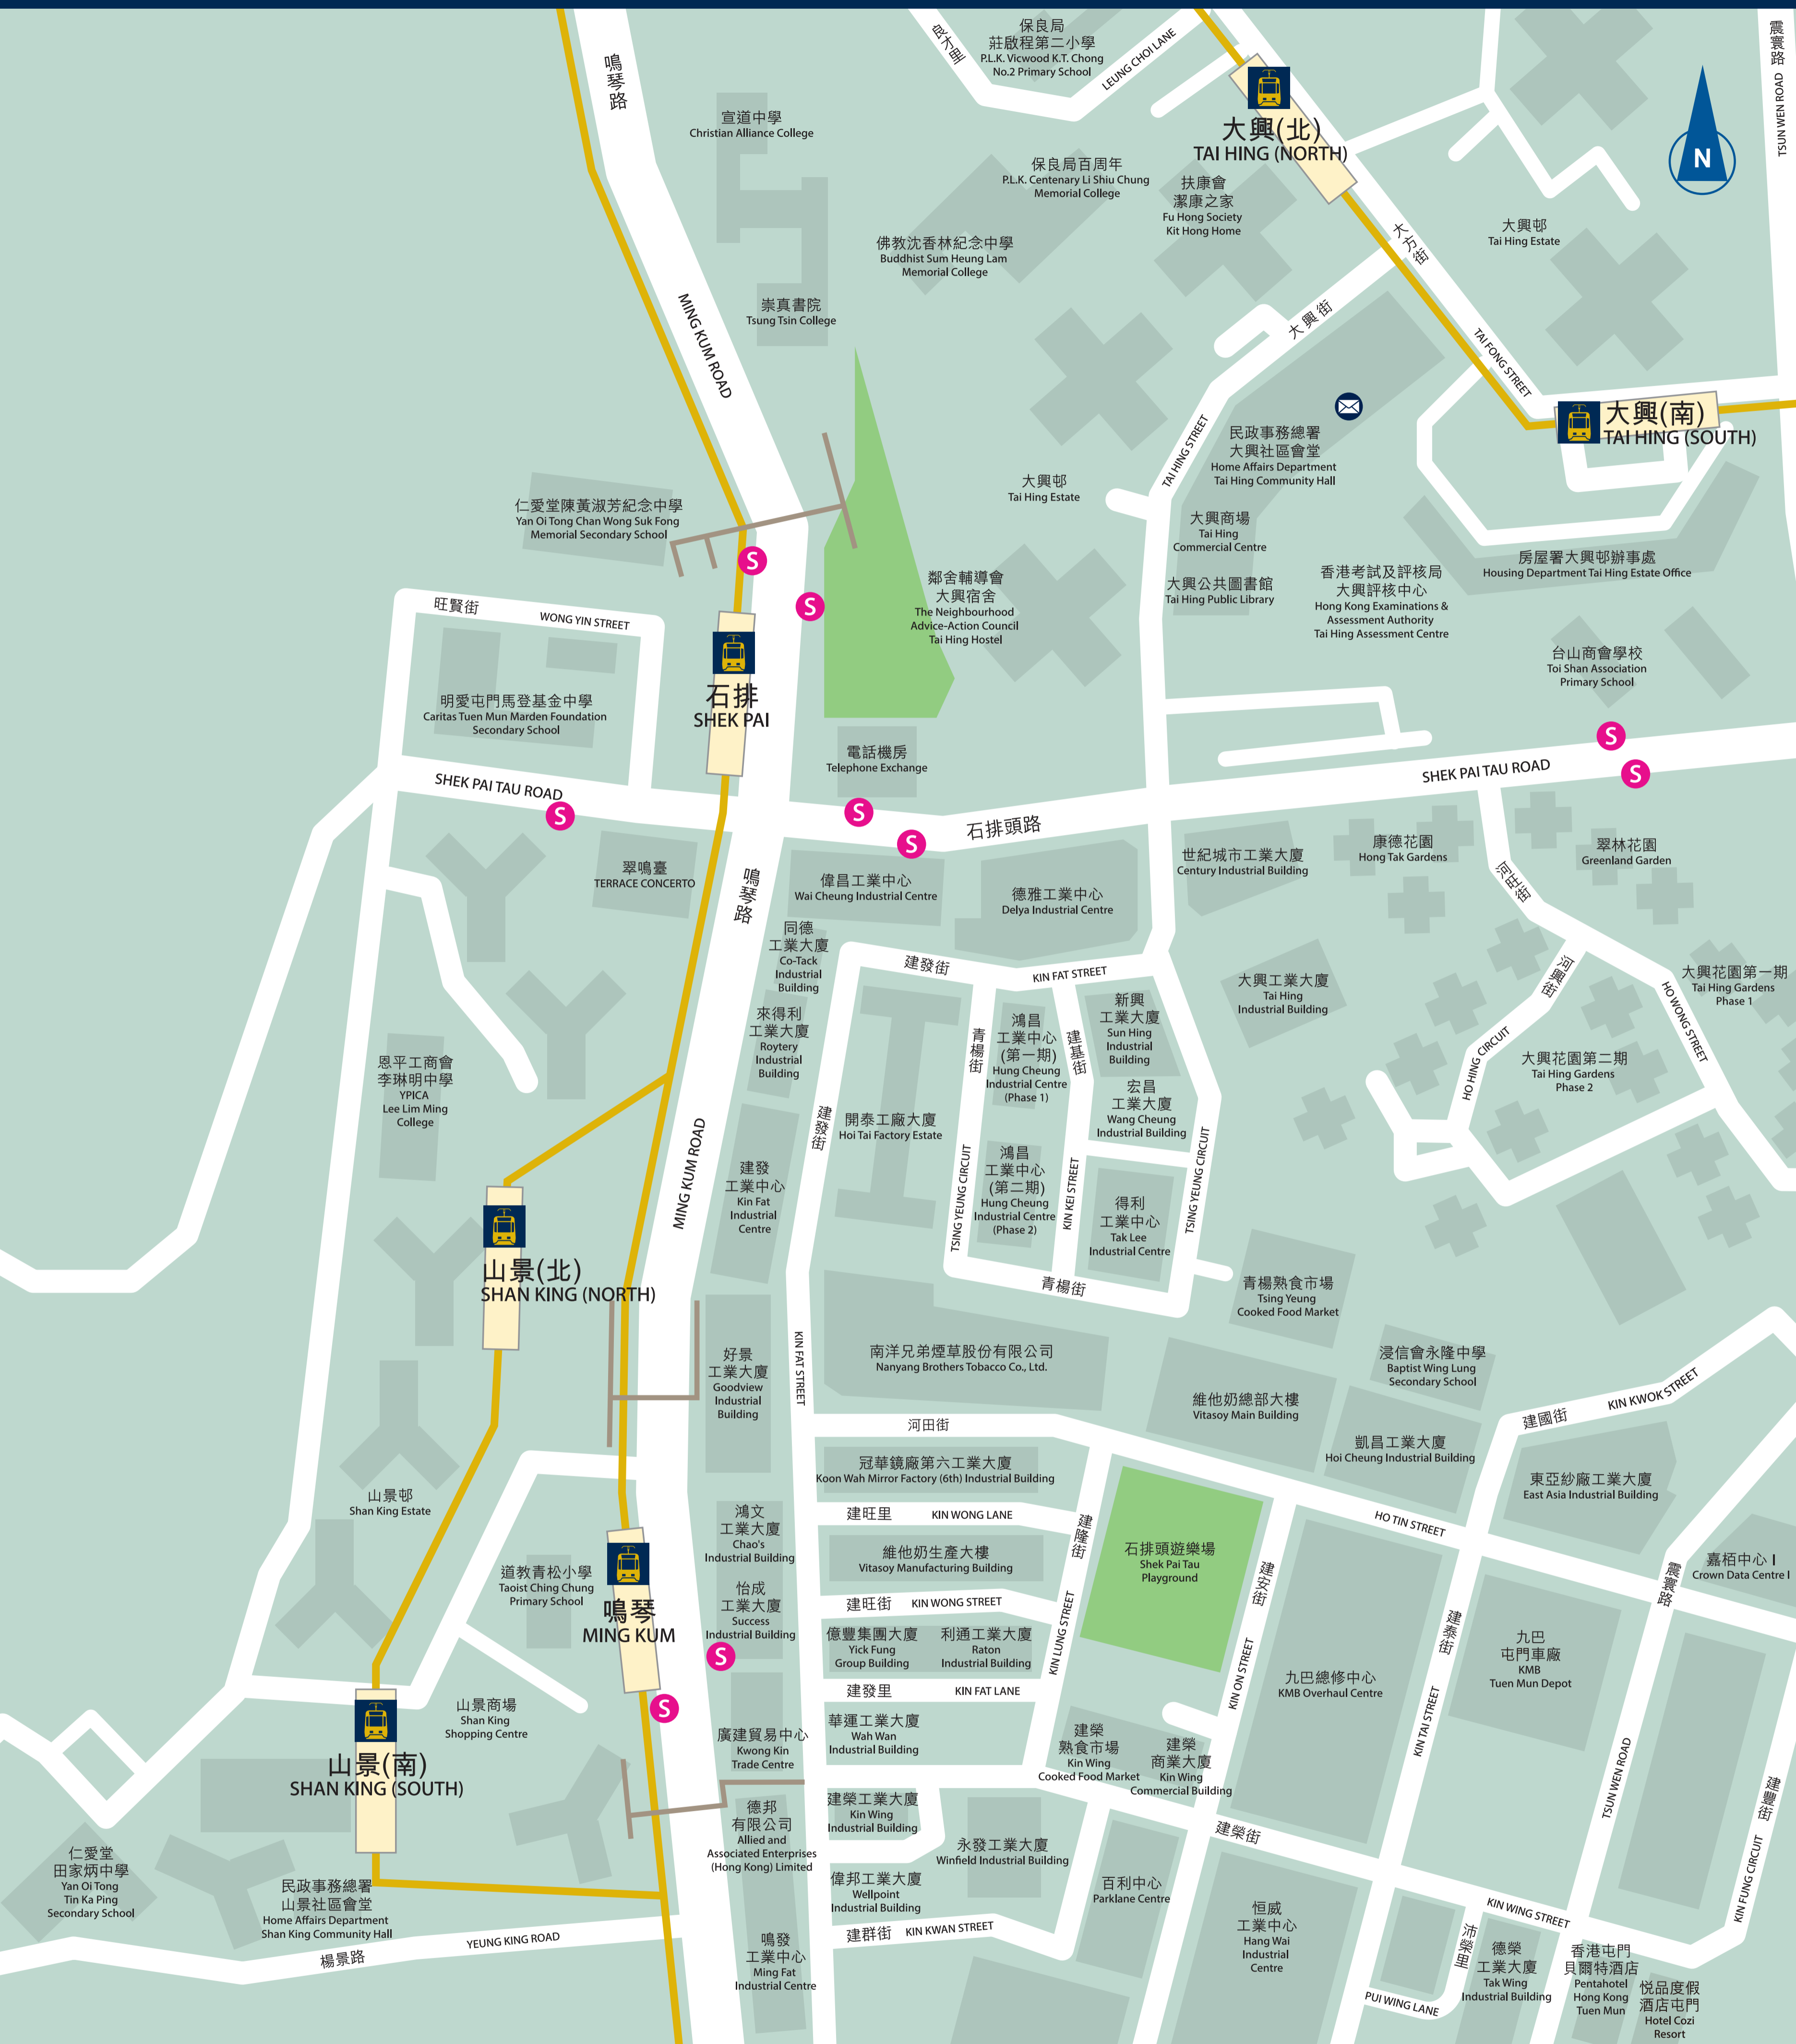 保良局
莊啟程第二小學
P.L.K. Vicwood K.T. Chong
No.2 Primary School
良才里
LEUNG CHOI LANE
鳴琴路
震寰路
TSUN WEN ROAD
N
宣道中學
Christian Alliance College
大興(北)
TAI HING (NORTH)
保良局百周年
P.L.K. Centenary Li Shiu Chung
Memorial College
扶康會
潔康之家
Fu Hong Society
Kit Hong Home
佛教沈香林紀念中學
Buddhist Sum Heung Lam
Memorial College
大方街
大興邨
Tai Hing Estate
崇真書院
Tsung Tsin College
MING KUM ROAD
大興街
TAI FONG STREET
大興(南)
TAI HING (SOUTH)
TAI HING STREET
民政事務總署
大興社區會堂
Home Affairs Department
Tai Hing Community Hall
大興邨
Tai Hing Estate
仁愛堂陳黃淑芳紀念中學
Yan Oi Tong Chan Wong Suk Fong
Memorial Secondary School
大興商場
Tai Hing
Commercial Centre
S
S
鄰舍輔導會
大興宿舍
The Neighbourhood
Advice-Action Council
Tai Hing Hostel
大興公共圖書館
Tai Hing Public Library
香港考試及評核局
大興評核中心
Hong Kong Examinations &
Assessment Authority
Tai Hing Assessment Centre
房屋署大興邨辦事處
Housing Department Tai Hing Estate Office
旺賢街
WONG YIN STREET
台山商會學校
Toi Shan Association
Primary School
石排
SHEK PAI
明愛屯門馬登基金中學
Caritas Tuen Mun Marden Foundation
Secondary School
電話機房
Telephone Exchange
S
S
SHEK PAI TAU ROAD
SHEK PAI TAU ROAD
S
S
S
石排頭路
翠鳴臺
TERRACE CONCERTO
鳴琴路
偉昌工業中心
Wai Cheung Industrial Centre
德雅工業中心
Delya Industrial Centre
世紀城市工業大廈
Century Industrial Building
康德花園
Hong Tak Gardens
翠林花園
Greenland Garden
河旺街
同德
工業大廈
Co-Tack
Industrial
Building
建發街
KIN FAT STREET
河興街
大興花園第一期
Tai Hing Gardens
Phase 1
大興工業大廈
Tai Hing
Industrial Building
來得利
工業大廈
Roytery
Industrial
Building
青楊街
鴻昌
工業中心
(第一期)
Hung Cheung
Industrial Centre
(Phase 1)
建基街
新興
工業大廈
Sun Hing
Industrial
Building
HO WONG STREET
HO HING CIRCUIT
大興花園第二期
Tai Hing Gardens
Phase 2
恩平工商會
李琳明中學
YPICA
Lee Lim Ming
College
建發街
開泰工廠大廈
Hoi Tai Factory Estate
宏昌
工業大廈
Wang Cheung
Industrial Building
MING KUM ROAD
建發
工業中心
Kin Fat
Industrial
Centre
TSING YEUNG CIRCUIT
鴻昌
工業中心
(第二期)
Hung Cheung
Industrial Centre
(Phase 2)
KIN KEI STREET
得利
工業中心
Tak Lee
Industrial Centre
TSING YEUNG CIRCUIT
山景(北)
SHAN KING (NORTH)
青楊街
青楊熟食市場
Tsing Yeung
Cooked Food Market
好景
工業大廈
Goodview
Industrial
Building
KIN FAT STREET
南洋兄弟煙草股份有限公司
Nanyang Brothers Tobacco Co., Ltd.
浸信會永隆中學
Baptist Wing Lung
Secondary School
維他奶總部大樓
Vitasoy Main Building
建國街
KIN KWOK STREET
河田街
凱昌工業大廈
Hoi Cheung Industrial Building
冠華鏡廠第六工業大廈
Koon Wah Mirror Factory (6th) Industrial Building
東亞紗廠工業大廈
East Asia Industrial Building
山景邨
Shan King Estate
鴻文
工業大廈
Chao's
Industrial Building
建旺里
KIN WONG LANE
建隆街
HO TIN STREET
維他奶生產大樓
Vitasoy Manufacturing Building
石排頭遊樂場
Shek Pai Tau
Playground
建安街
震寰路
嘉栢中心 I
Crown Data Centre I
道教青松小學
Taoist Ching Chung
Primary School
鳴琴
MING KUM
怡成
工業大廈
Success
Industrial Building
建旺街
KIN WONG STREET
建泰街
億豐集團大廈
Yick Fung
Group Building
利通工業大廈
Raton
Industrial Building
KIN LUNG STREET
九巴
屯門車廠
KMB
Tuen Mun Depot
S
九巴總修中心
KMB Overhaul Centre
KIN ON STREET
建發里
KIN FAT LANE
S
山景商場
Shan King
Shopping Centre
華運工業大廈
Wah Wan
Industrial Building
廣建貿易中心
Kwong Kin
Trade Centre
建榮
熟食市場
Kin Wing
Cooked Food Market
建榮
商業大廈
Kin Wing
Commercial Building
KIN TAI STREET
TSUN WEN ROAD
山景(南)
SHAN KING (SOUTH)
建豐街
德邦
有限公司
Allied and
Associated Enterprises
(Hong Kong) Limited
建榮工業大廈
Kin Wing
Industrial Building
建榮街
永發工業大廈
Winfield Industrial Building
仁愛堂
田家炳中學
Yan Oi Tong
Tin Ka Ping
Secondary School
民政事務總署
山景社區會堂
Home Affairs Department
Shan King Community Hall
偉邦工業大廈
Wellpoint
Industrial Building
百利中心
Parklane Centre
KIN FUNG CIRCUIT
恒威
工業中心
Hang Wai
Industrial
Centre
KIN WING STREET
建群街
KIN KWAN STREET
楊景路
YEUNG KING ROAD
鳴發
工業中心
Ming Fat
Industrial Centre
沛榮里
德榮
工業大廈
Tak Wing
Industrial Building
香港屯門
貝爾特酒店
Pentahotel
Hong Kong
Tuen Mun
悦品度假
酒店屯門
Hotel Cozi
Resort
PUI WING LANE